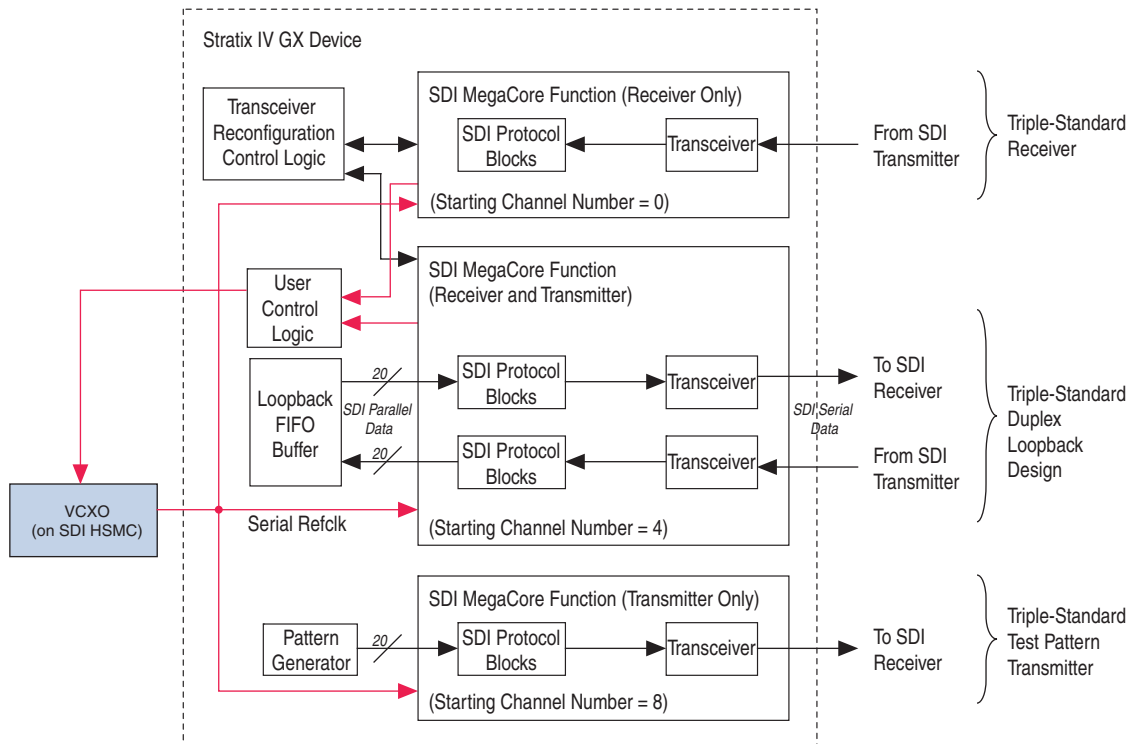 Stratix IV GX Device
Transceiver
Reconfiguration
Control Logic
SDI MegaCore Function (Receiver Only)
SDI Protocol
Blocks
Transceiver
(Starting Channel Number = 0)
From SDI
Transmitter
Triple-Standard
Receiver
User
Control
Logic
SDI MegaCore Function
(Receiver and Transmitter)
Loopback
FIFO
Buffer
20
SDI Parallel
Data
20
SDI Protocol
Blocks
Transceiver
SDI Protocol
Blocks
Transceiver
SDI Serial
Data
To SDI
Receiver
From SDI
Transmitter
Triple-Standard
Duplex
Loopback
Design
(Starting Channel Number = 4)
VCXO
(on SDI HSMC)
Serial Refclk
SDI MegaCore Function (Transmitter Only)
Pattern
Generator
20
SDI Protocol
Blocks
Transceiver
(Starting Channel Number = 8)
To SDI
Receiver
Triple-Standard
Test Pattern
Transmitter